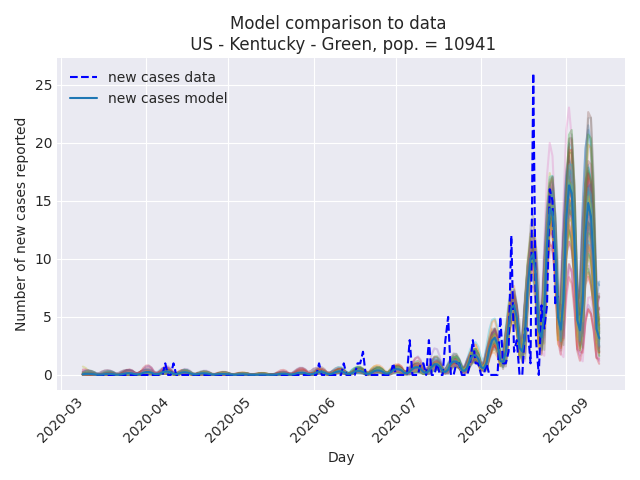 Model comparison to data
US - Kentucky - Green, pop. = 10941
new cases data
new cases model
Number of new cases reported
25
20
15
10
5
0
2020-03
2020-04
2020-05
2020-06
2020-07
2020-08
2020-09
Day